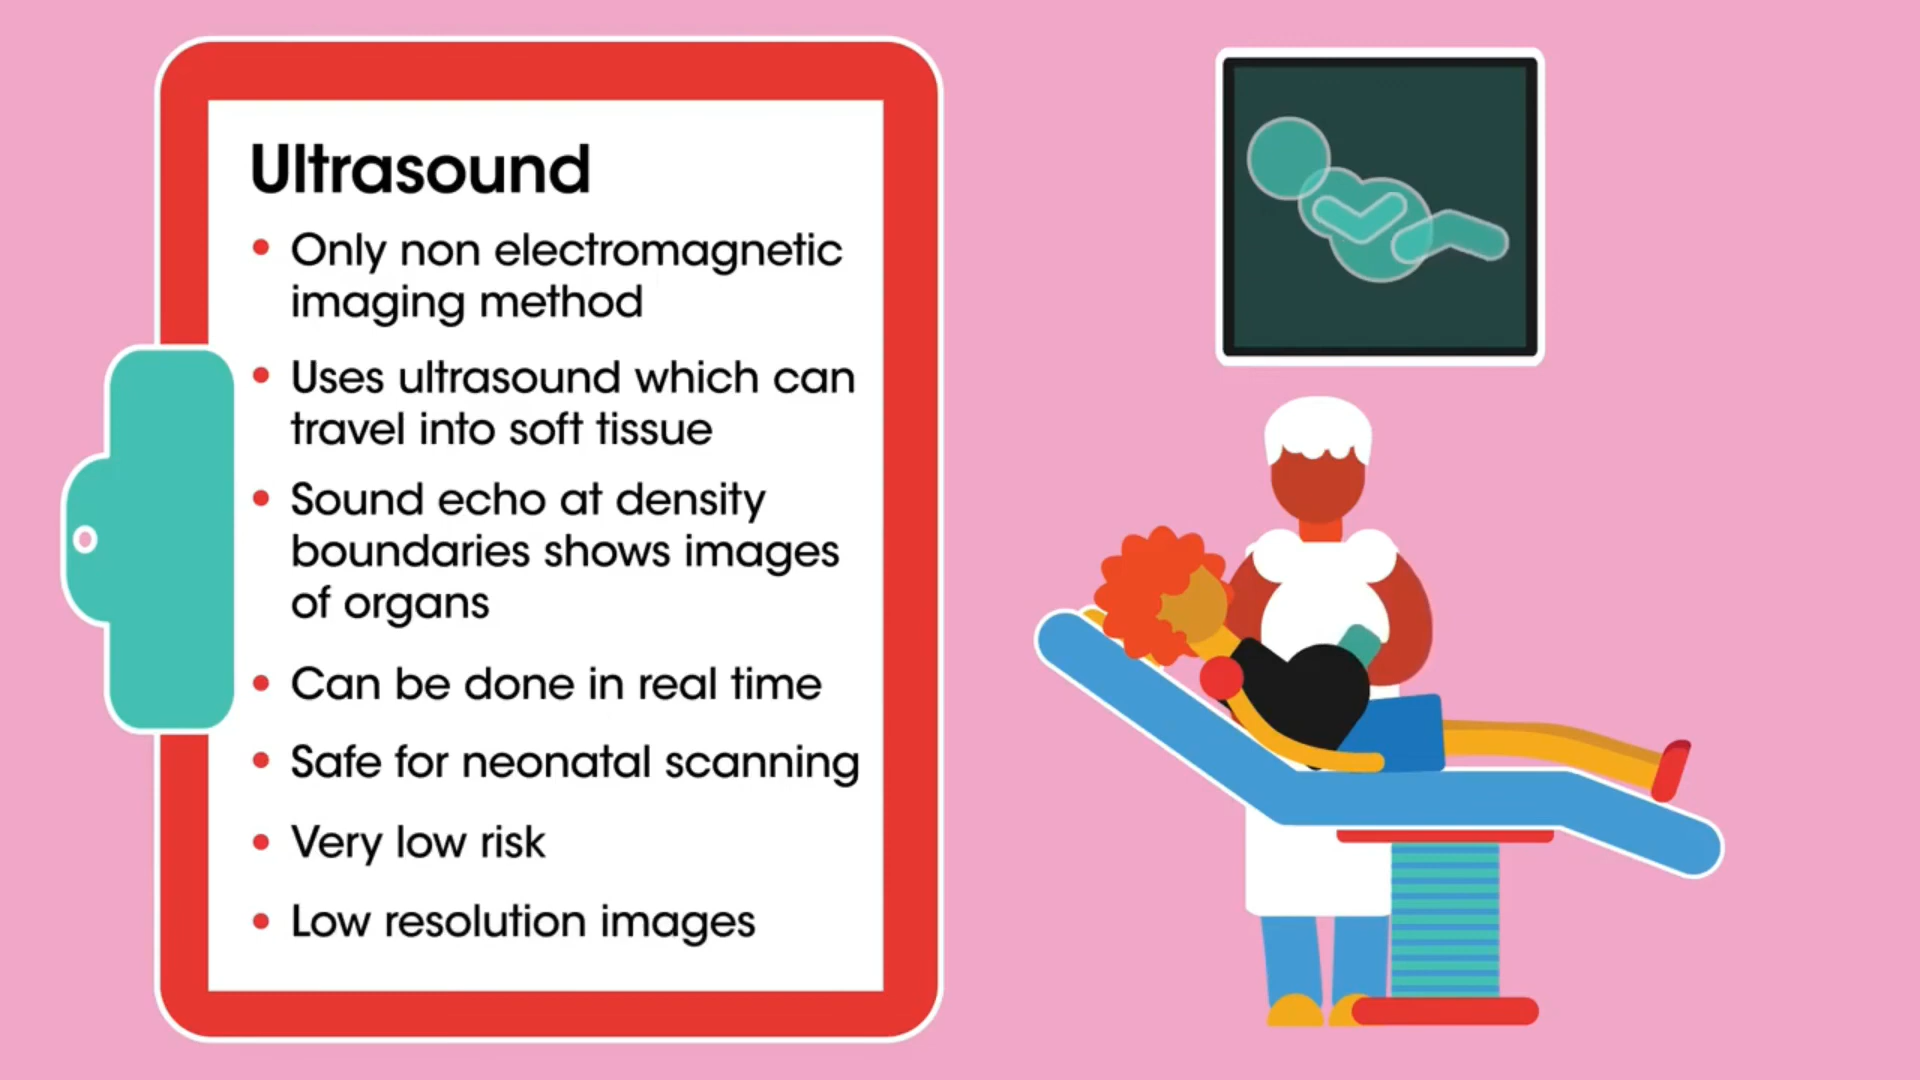 Ultrasound
• Only non electromagnetic
imaging method
• Uses ultrasound which can
travel into soft tissue
• Sound echo at density
boundaries shows images
of organs
• Can be done in real time
• Safe for neonatal scanning
• Very low risk
• Low resolution images